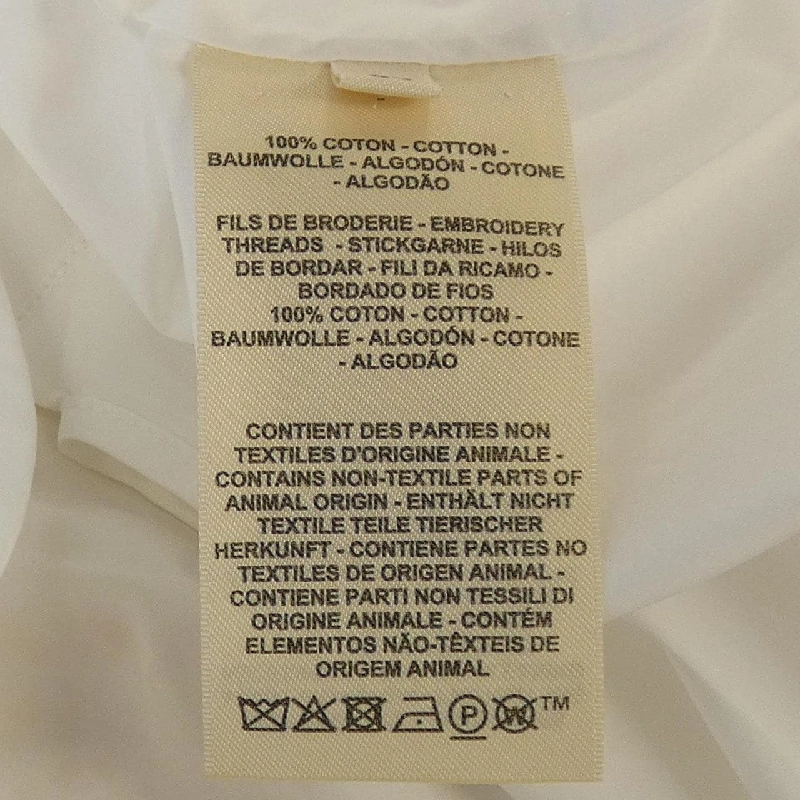 100% COTON - COTTON -
BAUMWOLLE - ALGODÓN - COTONE
- ALGODÃO
FILS DE BRODERIE - EMBROIDERY
THREADS - STICKGARNE - HILOS
DE BORDAR - FILI DA RICAMO -
BORDADO DE FIOS
100% COTON - COTTON -
BAUMWOLLE - ALGODÓN - COTONE
- ALGODÃO
CONTIENT DES PARTIES NON
TEXTILES D'ORIGINE ANIMALE -
CONTAINS NON-TEXTILE PARTS OF
ANIMAL ORIGIN - ENTHÄLT NICHT
TEXTILE TEILE TIERISCHER
HERKUNFT - CONTIENE PARTES NO
TEXTILES DE ORIGEN ANIMAL -
CONTIENE PARTI NON TESSILI DI
ORIGINE ANIMALE - CONTÉM
ELEMENTOS NÃO-TÊXTEIS DE
ORIGEM ANIMAL
P W TM